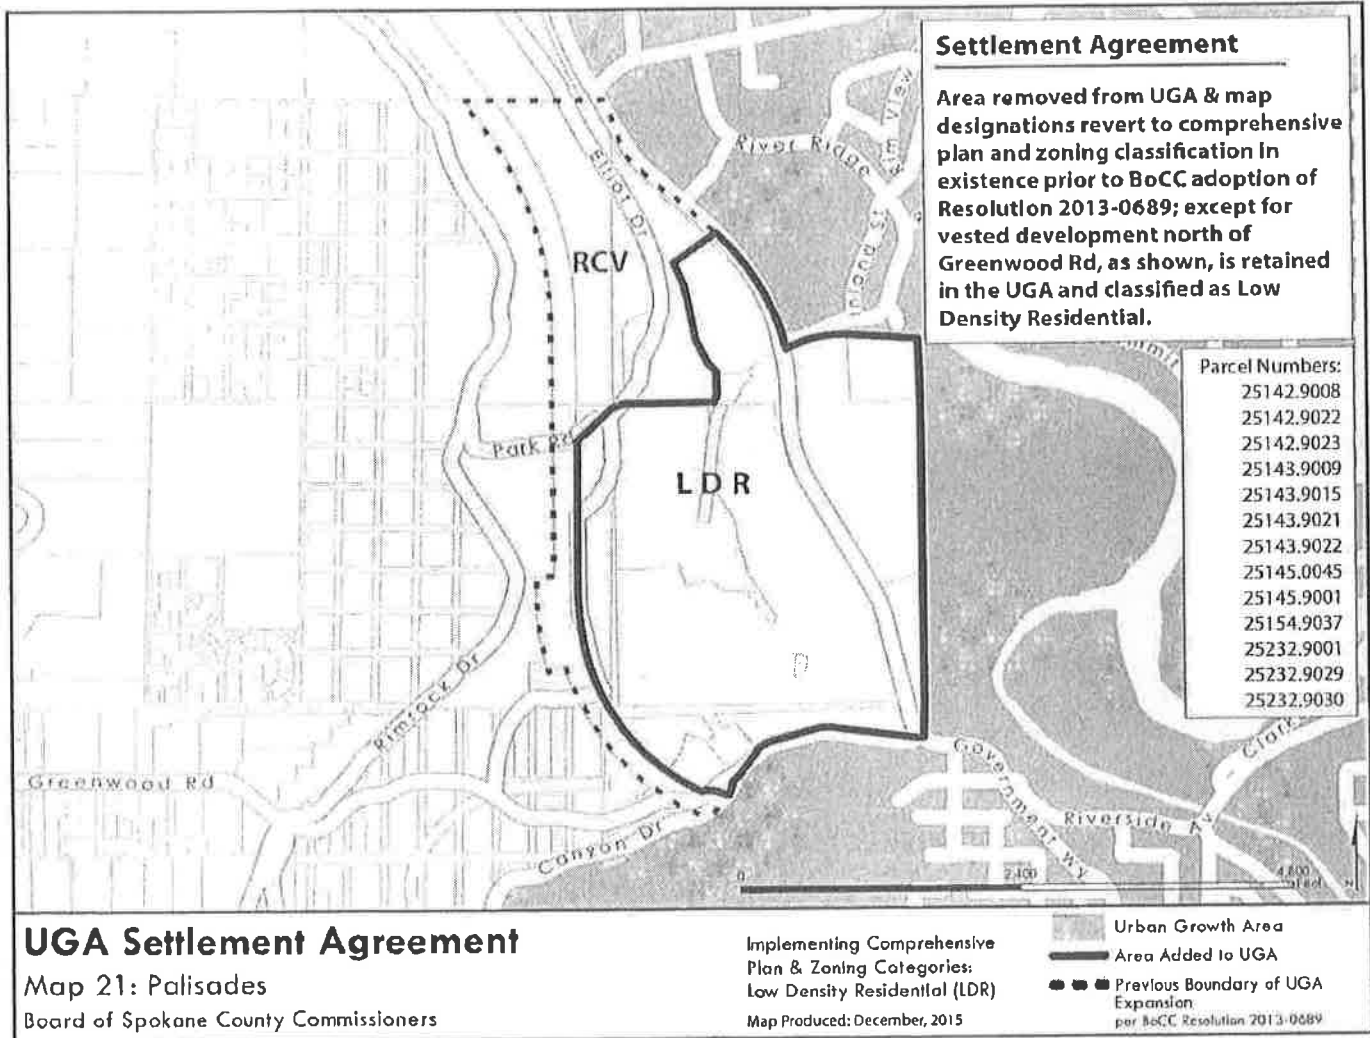 Settlement Agreement
Area removed from UGA & map
designations revert to comprehensive
plan and zoning classification in
existence prior to BoCC adoption of
Resolution 2013-0689; except for
vested development north of
Greenwood Rd, as shown, is retained
in the UGA and classified as Low
Density Residential.
Parcel Numbers:
25142.9008
25142.9022
25142.9023
25143.9009
25143.9015
25143.9021
25143.9022
25145.0045
25145.9001
25154.9037
25232.9001
25232.9029
25232.9030
River Ridge
Rim View
Elliot Dr
Inland St
RCV
Park
LDR
Rimrock Dr
Greenwood Rd
Canyon Dr
Government Wy
Riverside
Clark
0
2,400
4,800
N
UGA Settlement Agreement
Map 21: Palisades
Board of Spokane County Commissioners
Implementing Comprehensive
Plan & Zoning Categories:
Low Density Residential (LDR)
Map Produced: December, 2015
Urban Growth Area
Area Added to UGA
Previous Boundary of UGA
Expansion
per BoCC Resolution 2013-0689